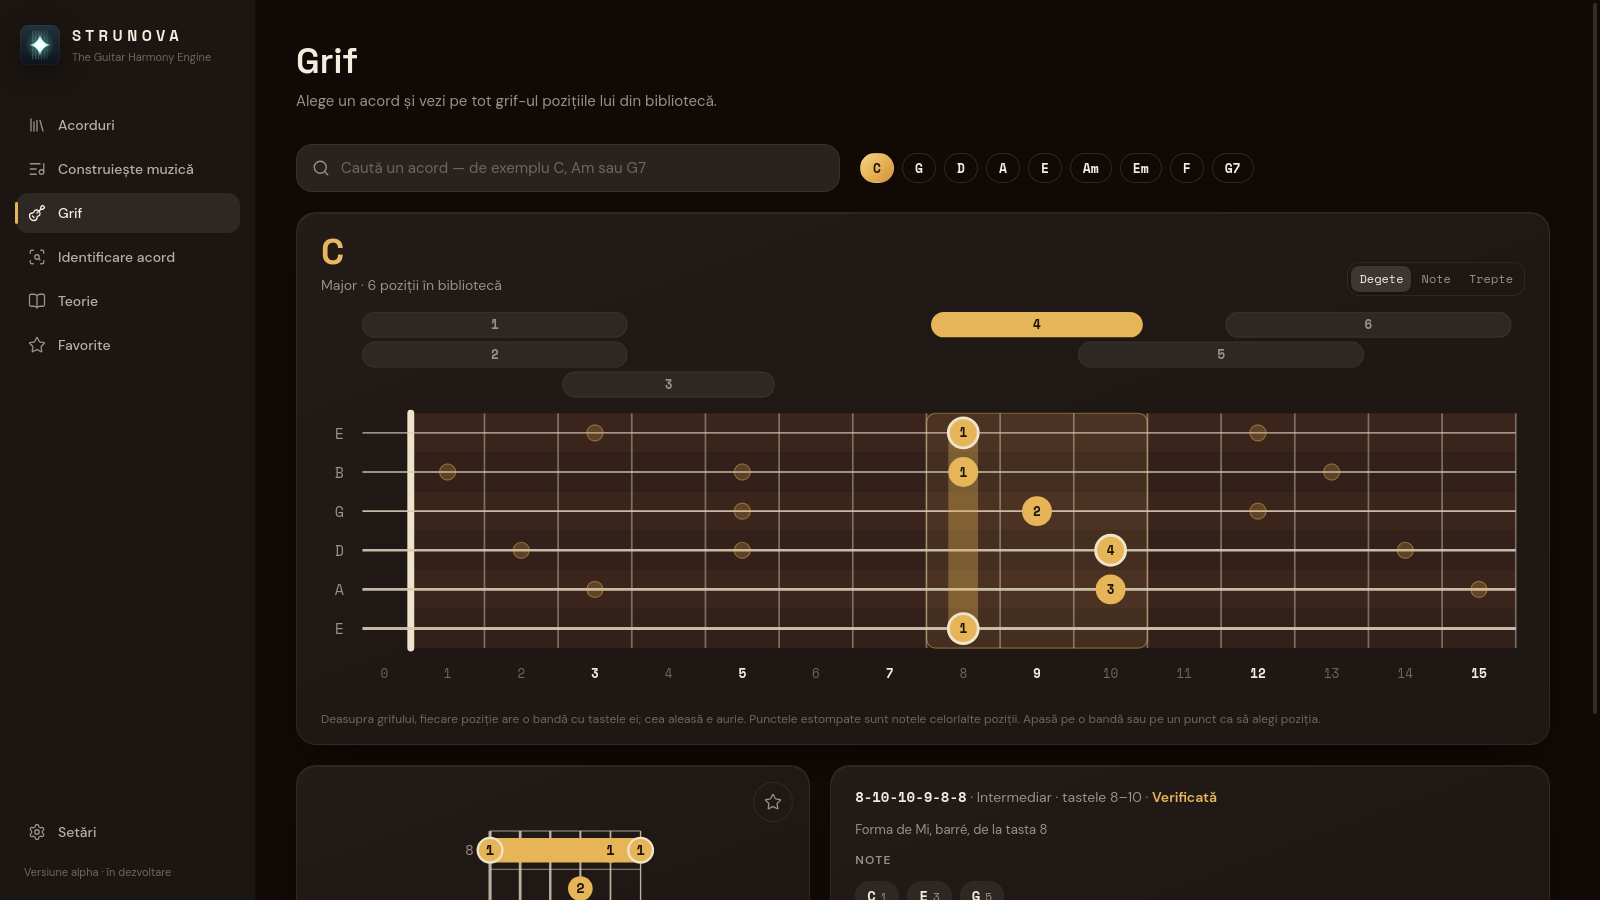 STRUNOVA
The Guitar Harmony Engine
Acorduri
Construiește muzică
Grif
Identificare acord
Teorie
Favorite
Setări
Versiune alpha · în dezvoltare
Grif
Alege un acord și vezi pe tot grif-ul pozițiile lui din bibliotecă.
Caută un acord — de exemplu C, Am sau G7
C G D A E Am Em F G7
C
Major · 6 poziții în bibliotecă
Degete Note Trepte
1 4 6
2 5
3
E 1
B 1
G 2
D 4
A 3
E 1
0 1 2 3 4 5 6 7 8 9 10 11 12 13 14 15
Deasupra grifului, fiecare poziție are o bandă cu tastele ei; cea aleasă e aurie. Punctele estompate sunt notele celorlalte poziții. Apasă pe o bandă sau pe un punct ca să alegi poziția.
8 1 1 1
2
8-10-10-9-8-8 · Intermediar · tastele 8–10 · Verificată
Forma de Mi, barré, de la tasta 8
NOTE
C 1 E 3 G 5